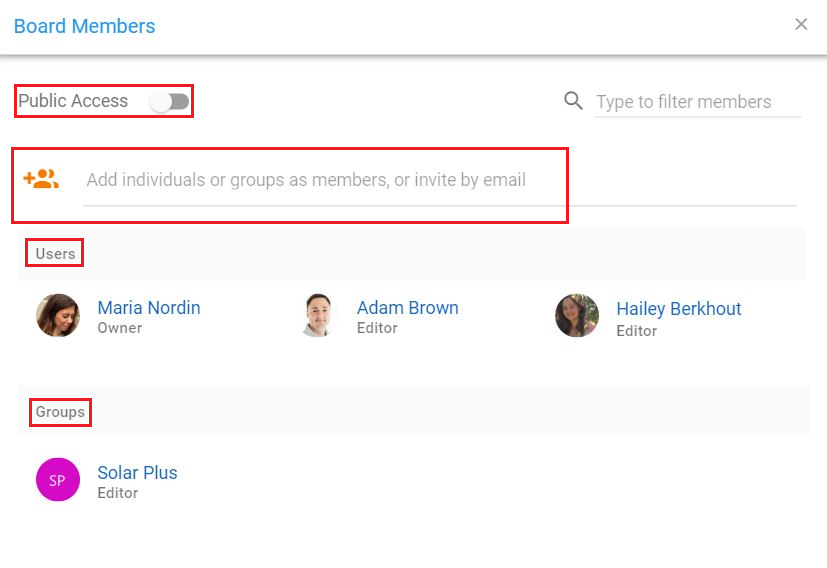 Board Members
Public Access
Type to filter members
Add individuals or groups as members, or invite by email
Users
Maria Nordin
Owner
Adam Brown
Editor
Hailey Berkhout
Editor
Groups
SP
Solar Plus
Editor